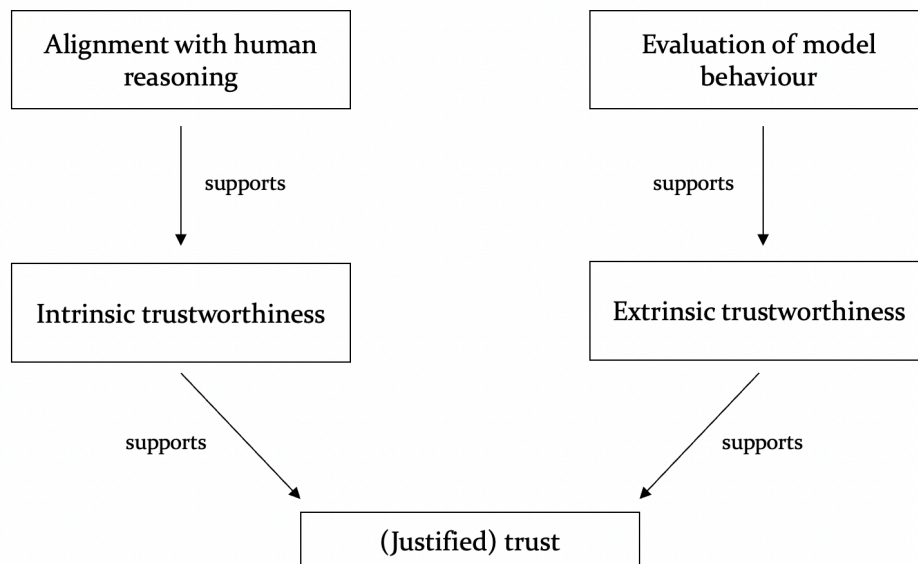 Alignment with human
reasoning
Evaluation of model
behaviour
supports
supports
Intrinsic trustworthiness
Extrinsic trustworthiness
supports
supports
(Justified) trust